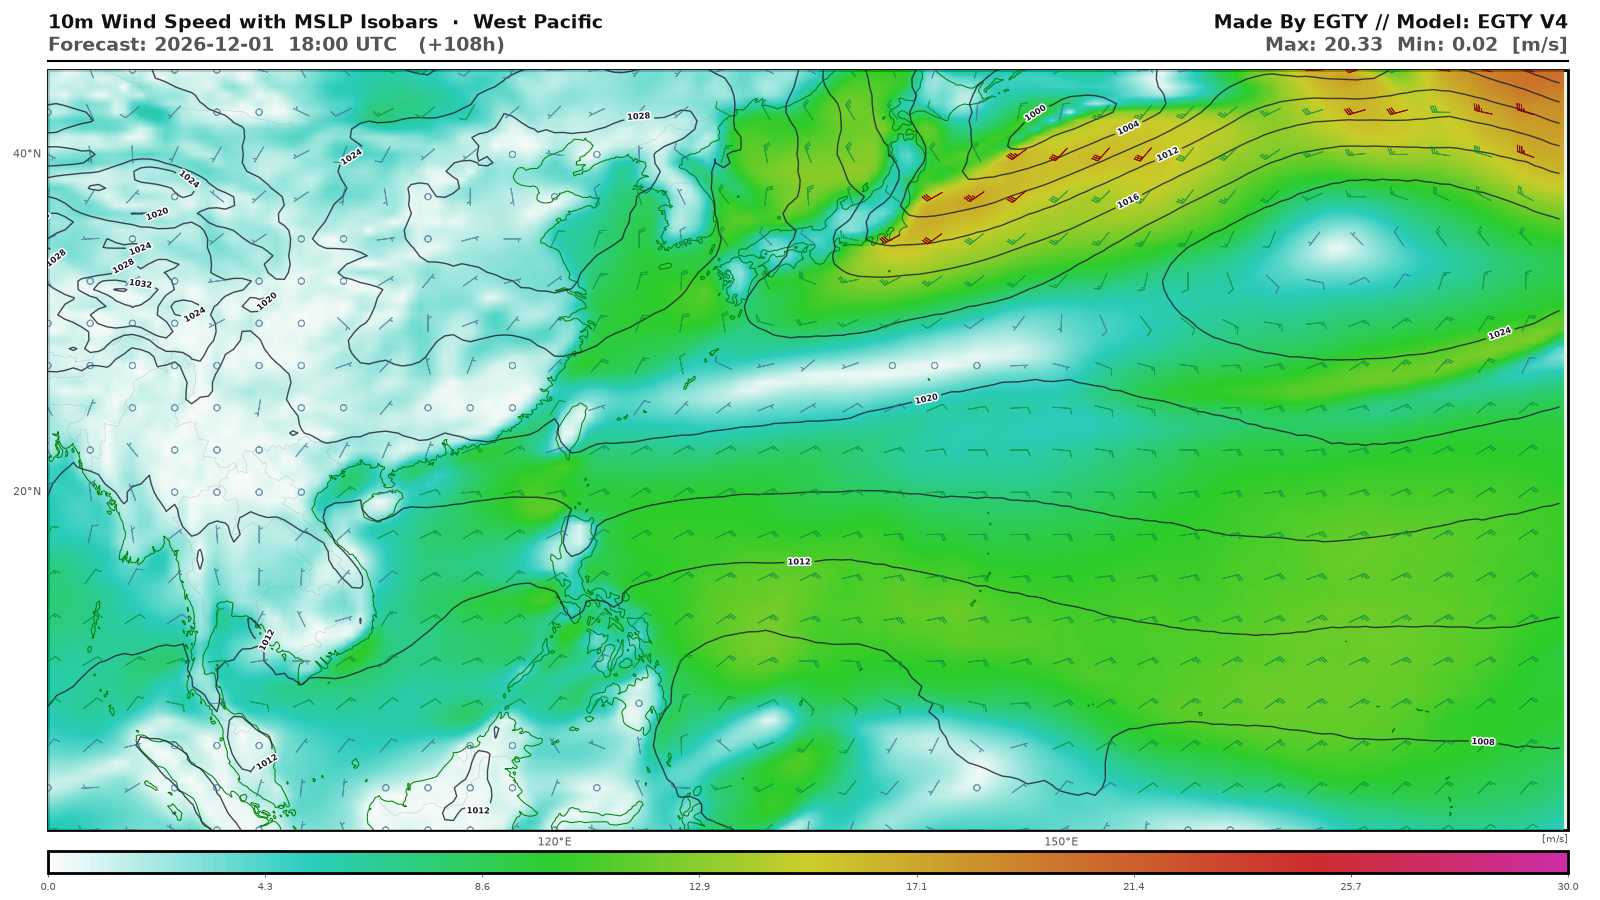 10m Wind Speed with MSLP Isobars · West Pacific
Made By EGTY // Model: EGTY V4
Forecast: 2026-12-01 18:00 UTC (+108h)
Max: 20.33 Min: 0.02 [m/s]
1000
1028
1004
40°N
1024
1012
1024
1016
1020
1024
1028
1028
1032
1020
1024
1024
1020
20°N
1012
1012
1008
1012
1012
120°E
150°E
[m/s]
0.0 4.3 8.6 12.9 17.1 21.4 25.7 30.0